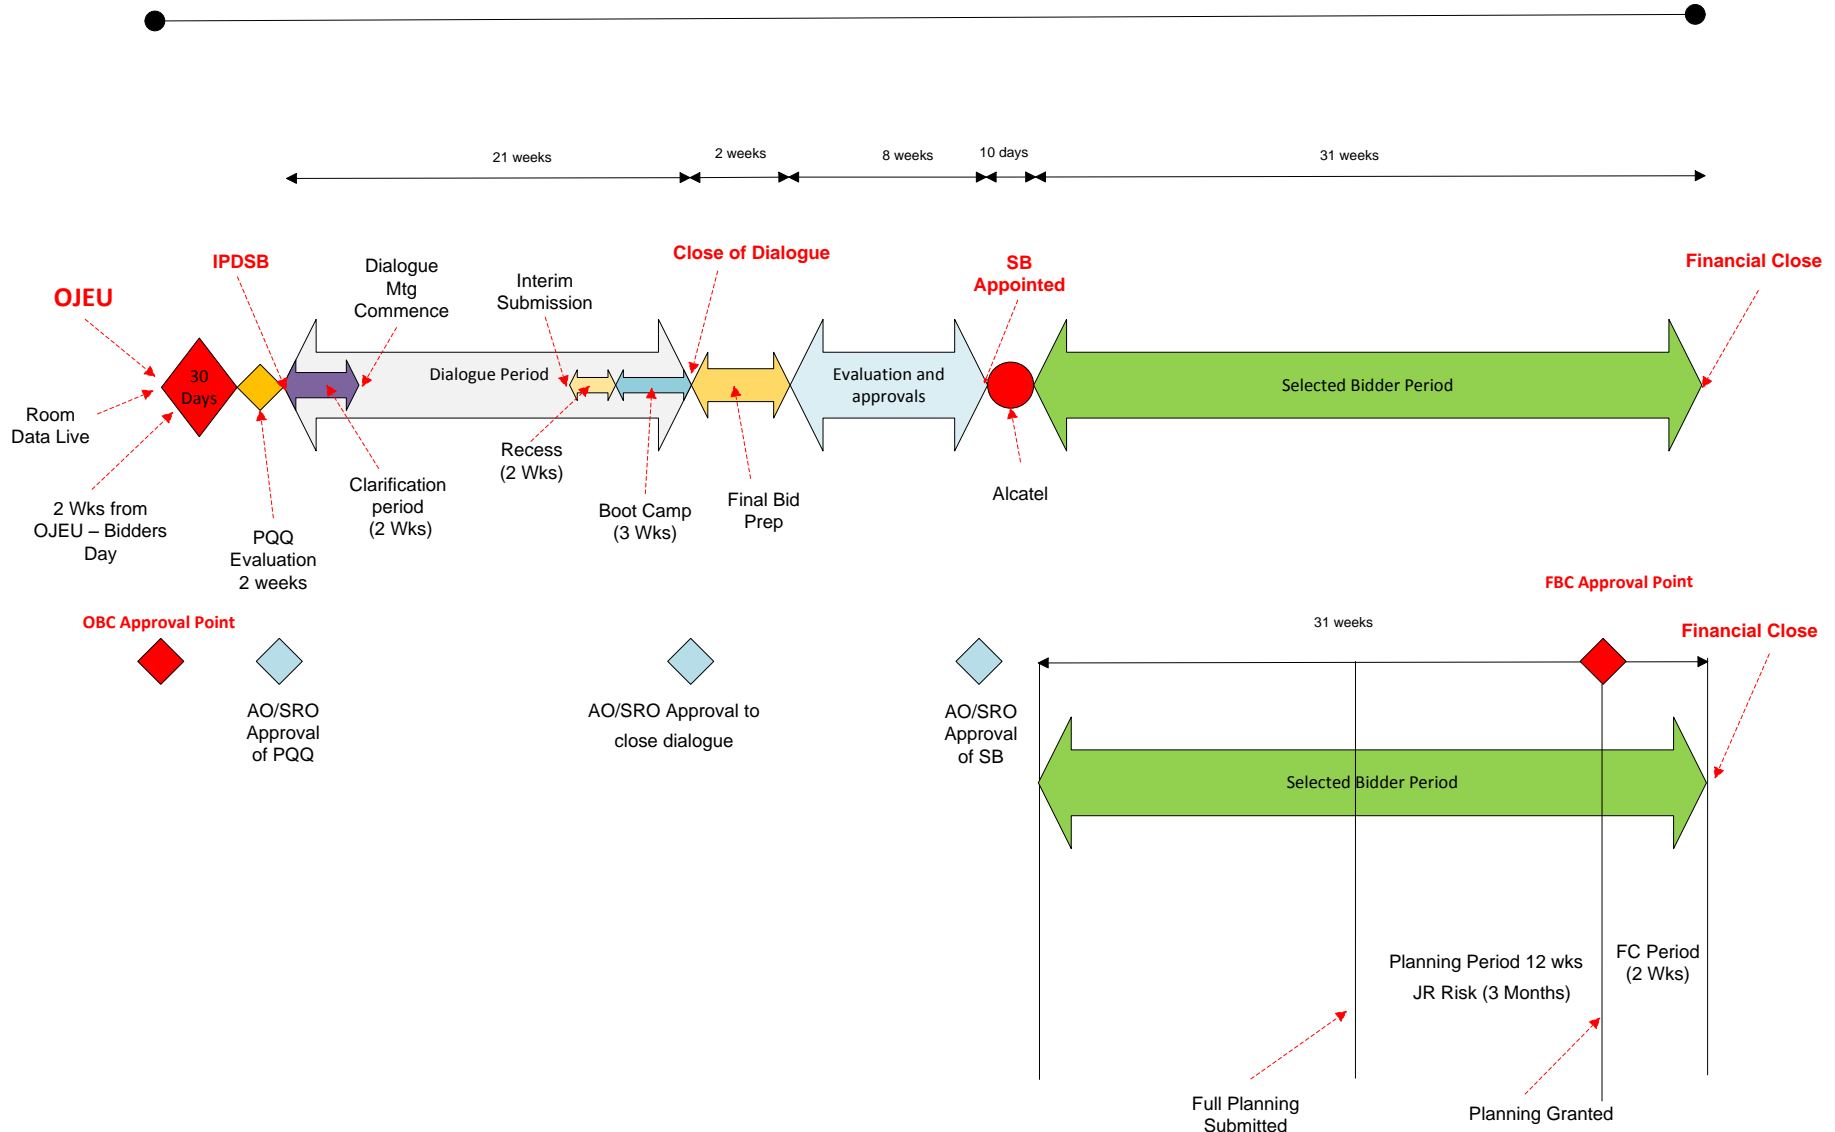 21 weeks
2 weeks
8 weeks
10 days
31 weeks
OJEU
IPDSB
Dialogue
Mtg
Commence
Interim
Submission
Close of Dialogue
SB
Appointed
Financial Close
30
Days
Dialogue Period
Evaluation and
approvals
Selected Bidder Period
Room
Data Live
2 Wks from
OJEU – Bidders
Day
PQQ
Evaluation
2 weeks
Clarification
period
(2 Wks)
Recess
(2 Wks)
Boot Camp
(3 Wks)
Final Bid
Prep
Alcatel
OBC Approval Point
FBC Approval Point
31 weeks
Financial Close
AO/SRO
Approval
of PQQ
AO/SRO Approval to
close dialogue
AO/SRO
Approval
of SB
Selected Bidder Period
Planning Period 12 wks
JR Risk (3 Months)
FC Period
(2 Wks)
Full Planning
Submitted
Planning Granted